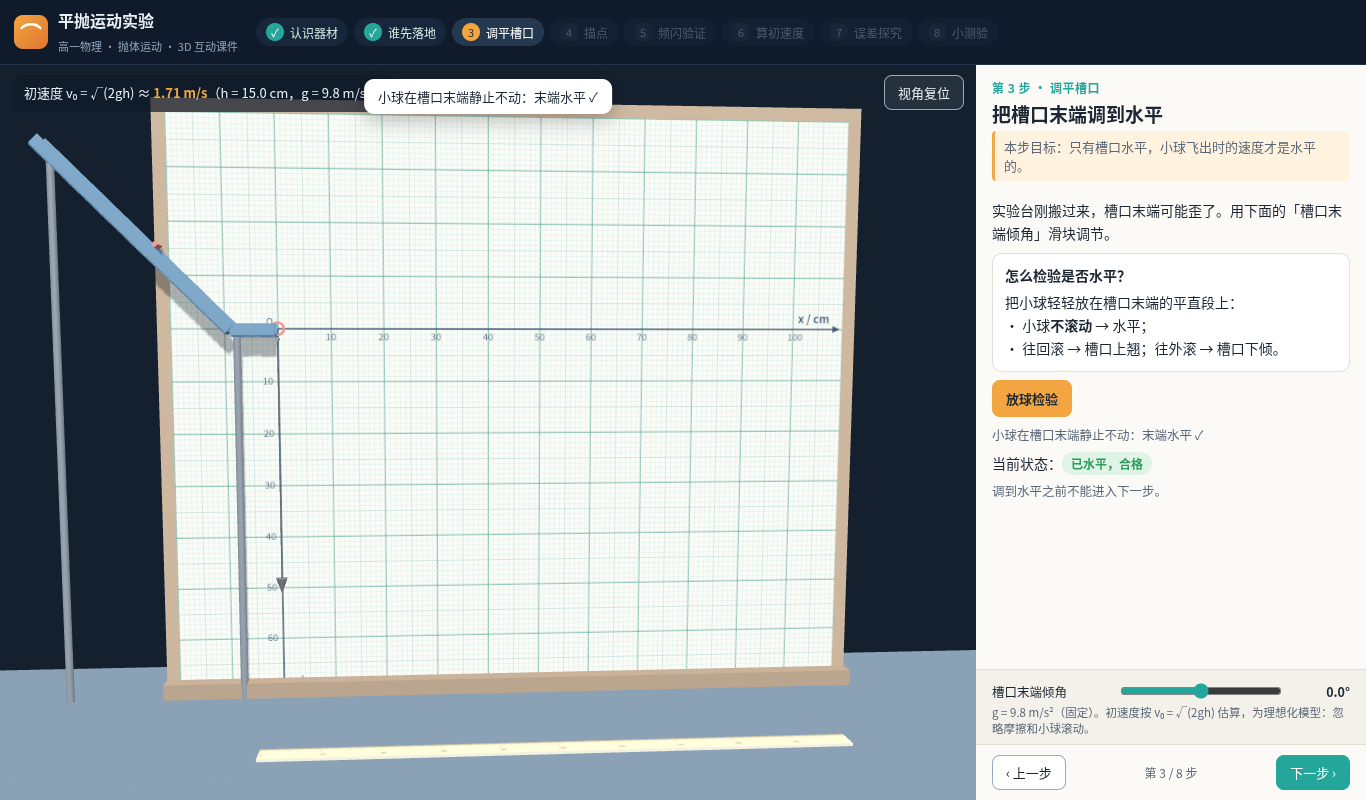 平抛运动实验
高一物理 · 抛体运动 · 3D 互动课件
✓ 认识器材
✓ 谁先落地
3 调平槽口
4 描点
5 频闪验证
6 算初速度
7 误差探究
8 小测验
初速度 v₀ = √(2gh) ≈ 1.71 m/s（h = 15.0 cm，g = 9.8 m/s
小球在槽口末端静止不动：末端水平 ✓
视角复位
x / cm
O
10 20 30 40 50 60 70 80 90 100
10
20
30
40
50
60
第 3 步 · 调平槽口
把槽口末端调到水平
本步目标：只有槽口水平，小球飞出时的速度才是水平
的。
实验台刚搬过来，槽口末端可能歪了。用下面的「槽口末
端倾角」滑块调节。
怎么检验是否水平？
把小球轻轻放在槽口末端的平直段上：
· 小球不滚动 → 水平；
· 往回滚 → 槽口上翘；往外滚 → 槽口下倾。
放球检验
小球在槽口末端静止不动：末端水平 ✓
当前状态： 已水平，合格
调到水平之前不能进入下一步。
槽口末端倾角 0.0°
g = 9.8 m/s²（固定）。初速度按 v₀ = √(2gh) 估算，为理想化模型：忽
略摩擦和小球滚动。
‹ 上一步
第 3 / 8 步
下一步 ›